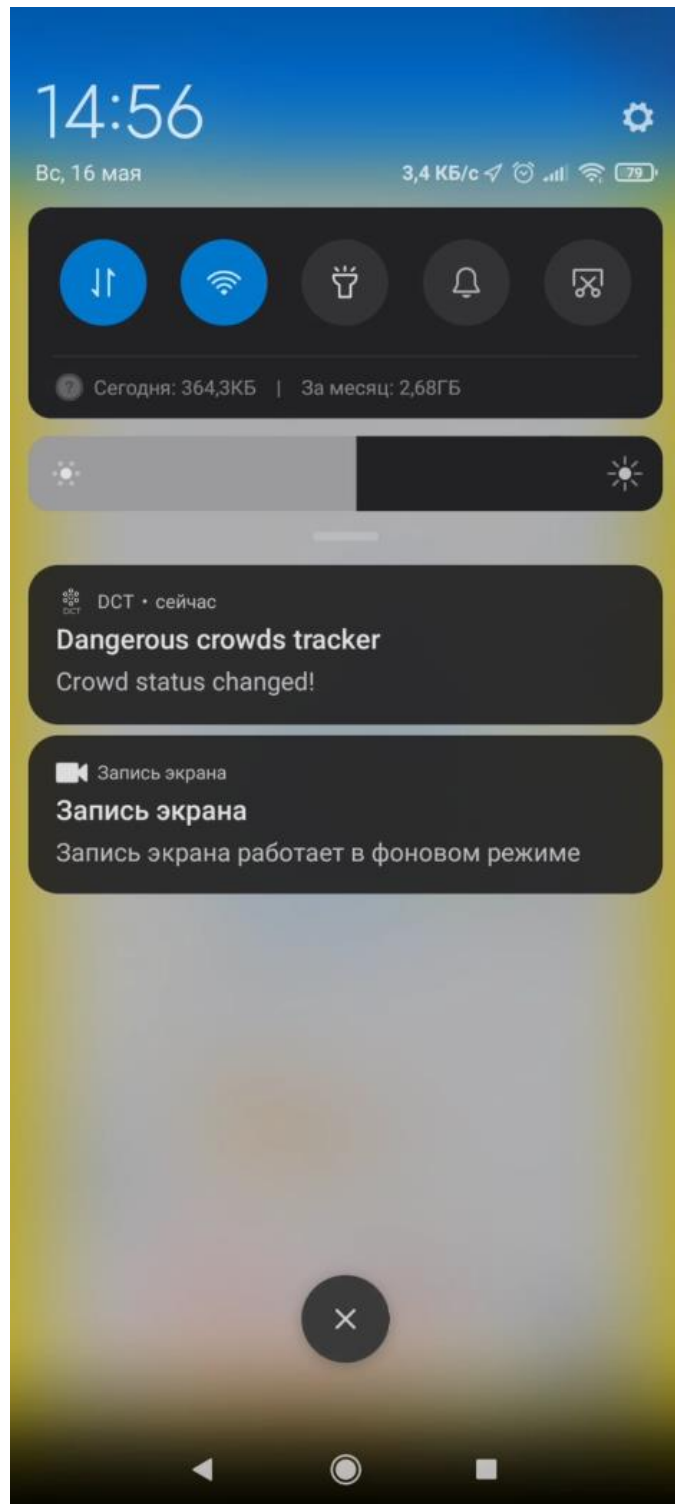 14:56
Вс, 16 мая
3,4 КБ/с 79
Сегодня: 364,3КБ | За месяц: 2,68ГБ
DCT • сейчас
Dangerous crowds tracker
Crowd status changed!
Запись экрана
Запись экрана
Запись экрана работает в фоновом режиме